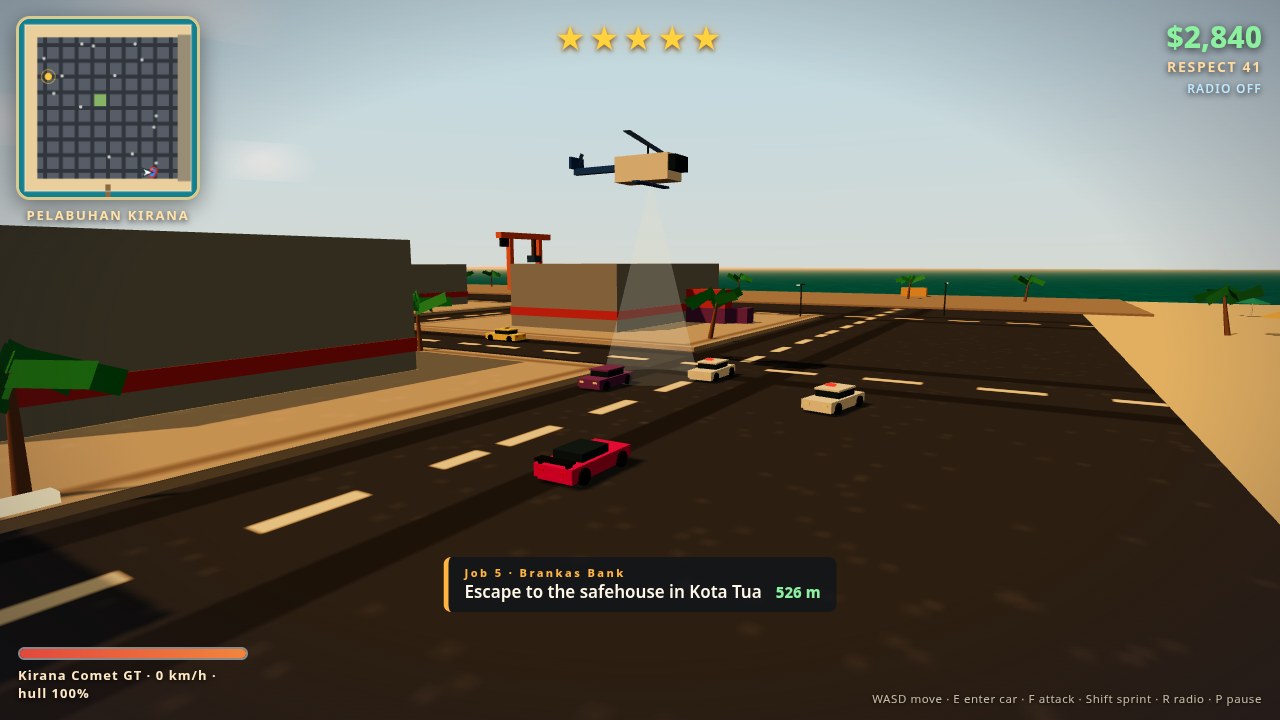 $2,840
RESPECT 41
RADIO OFF
PELABUHAN KIRANA
Job 5 · Brankas Bank
Escape to the safehouse in Kota Tua 526 m
Kirana Comet GT · 0 km/h ·
hull 100%
WASD move · E enter car · F attack · Shift sprint · R radio · P pause